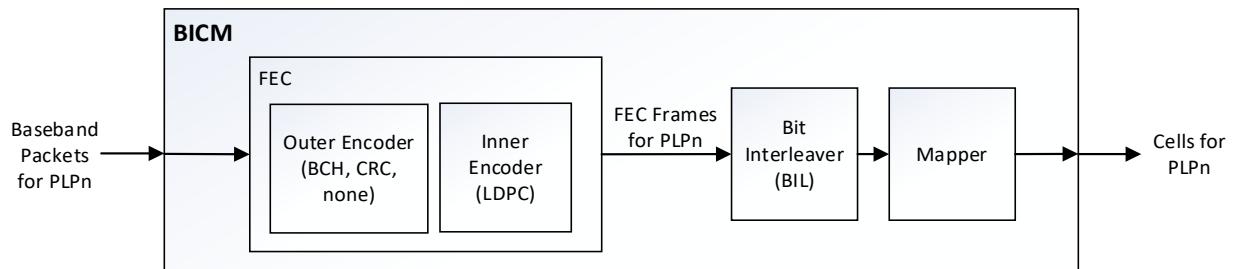 BICM
FEC
Baseband
Packets
for PLPn
Outer Encoder
(BCH, CRC,
none)
Inner
Encoder
(LDPC)
FEC Frames
for PLPn
Bit
Interleaver
(BIL)
Mapper
Cells for
PLPn